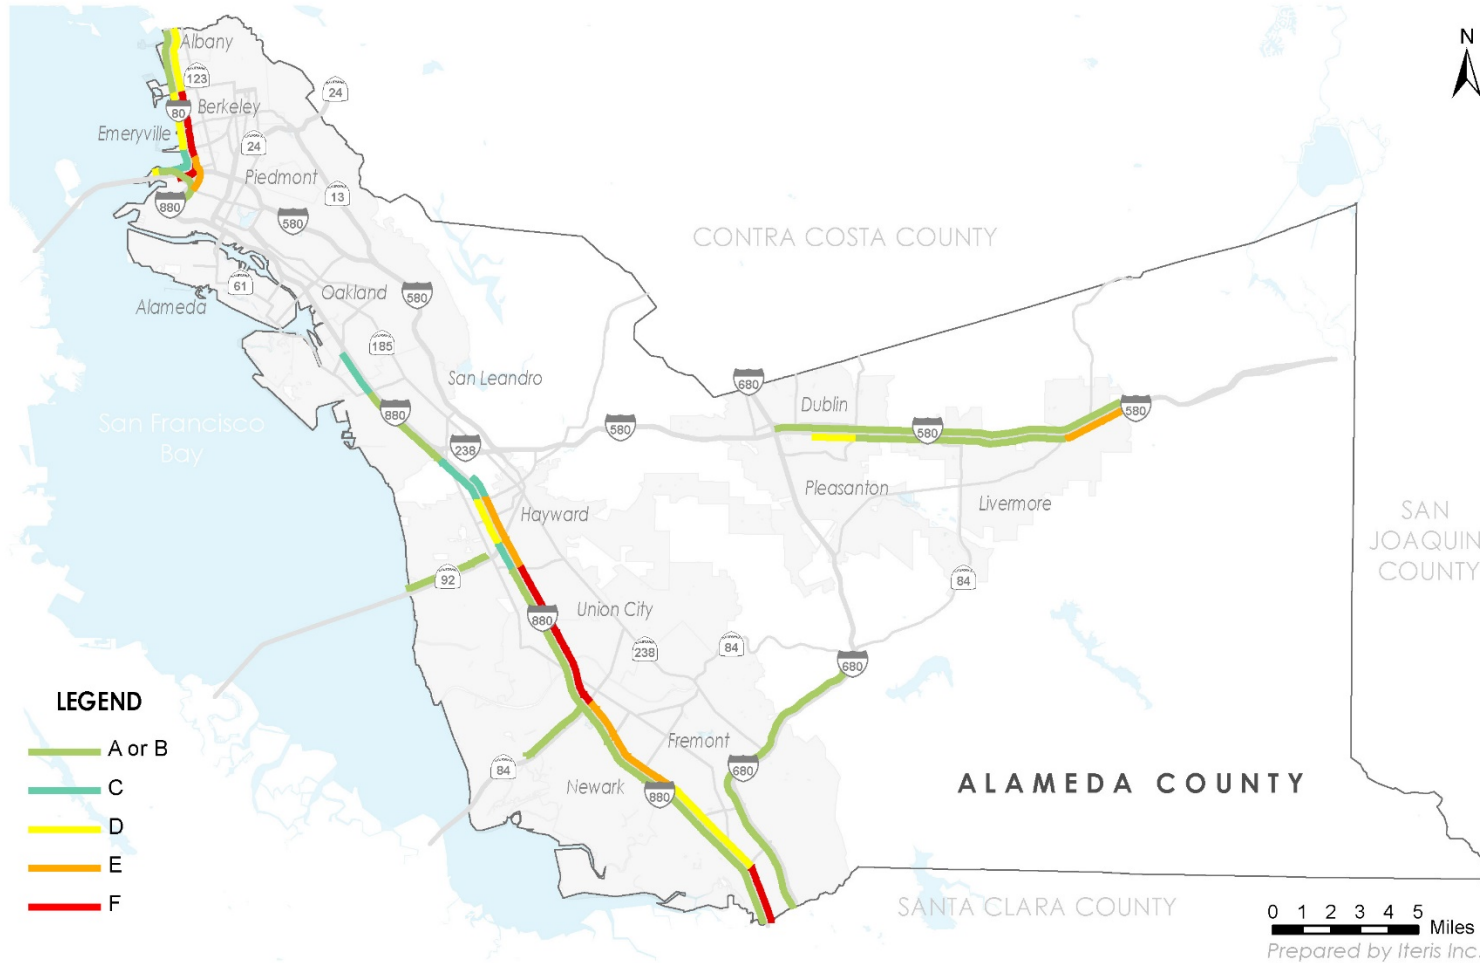 N
Albany
123
24
80
Berkeley
Emeryville
24
Piedmont
13
880
580
CONTRA COSTA COUNTY
61
Oakland
580
Alameda
185
San Leandro
680
Dublin
880
San Francisco
Bay
580
580
580
238
Pleasanton
Livermore
Hayward
SAN
JOAQUIN
COUNTY
92
84
Union City
880
238
84
680
LEGEND
Fremont
A or B
84
680
Newark
880
ALAMEDA COUNTY
C
D
E
F
SANTA CLARA COUNTY
0 1 2 3 4 5
Miles
Prepared by Iteris Inc.